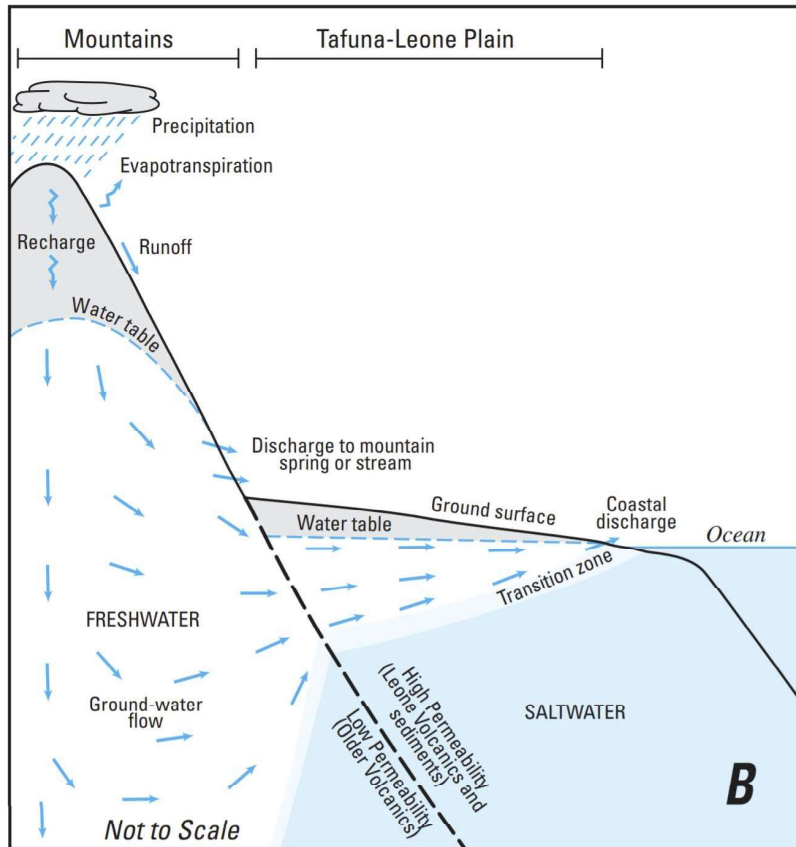 Mountains
Tafuna-Leone Plain
Precipitation
Evapotranspiration
Recharge
Runoff
Water table
Discharge to mountain
spring or stream
Ground surface
Coastal
discharge
Water table
Ocean
Transition zone
FRESHWATER
Ground-water
flow
High Permeability
(Leone Volcanics and
sediments)
Low Permeability
(Older Volcanics)
SALTWATER
Not to Scale
B